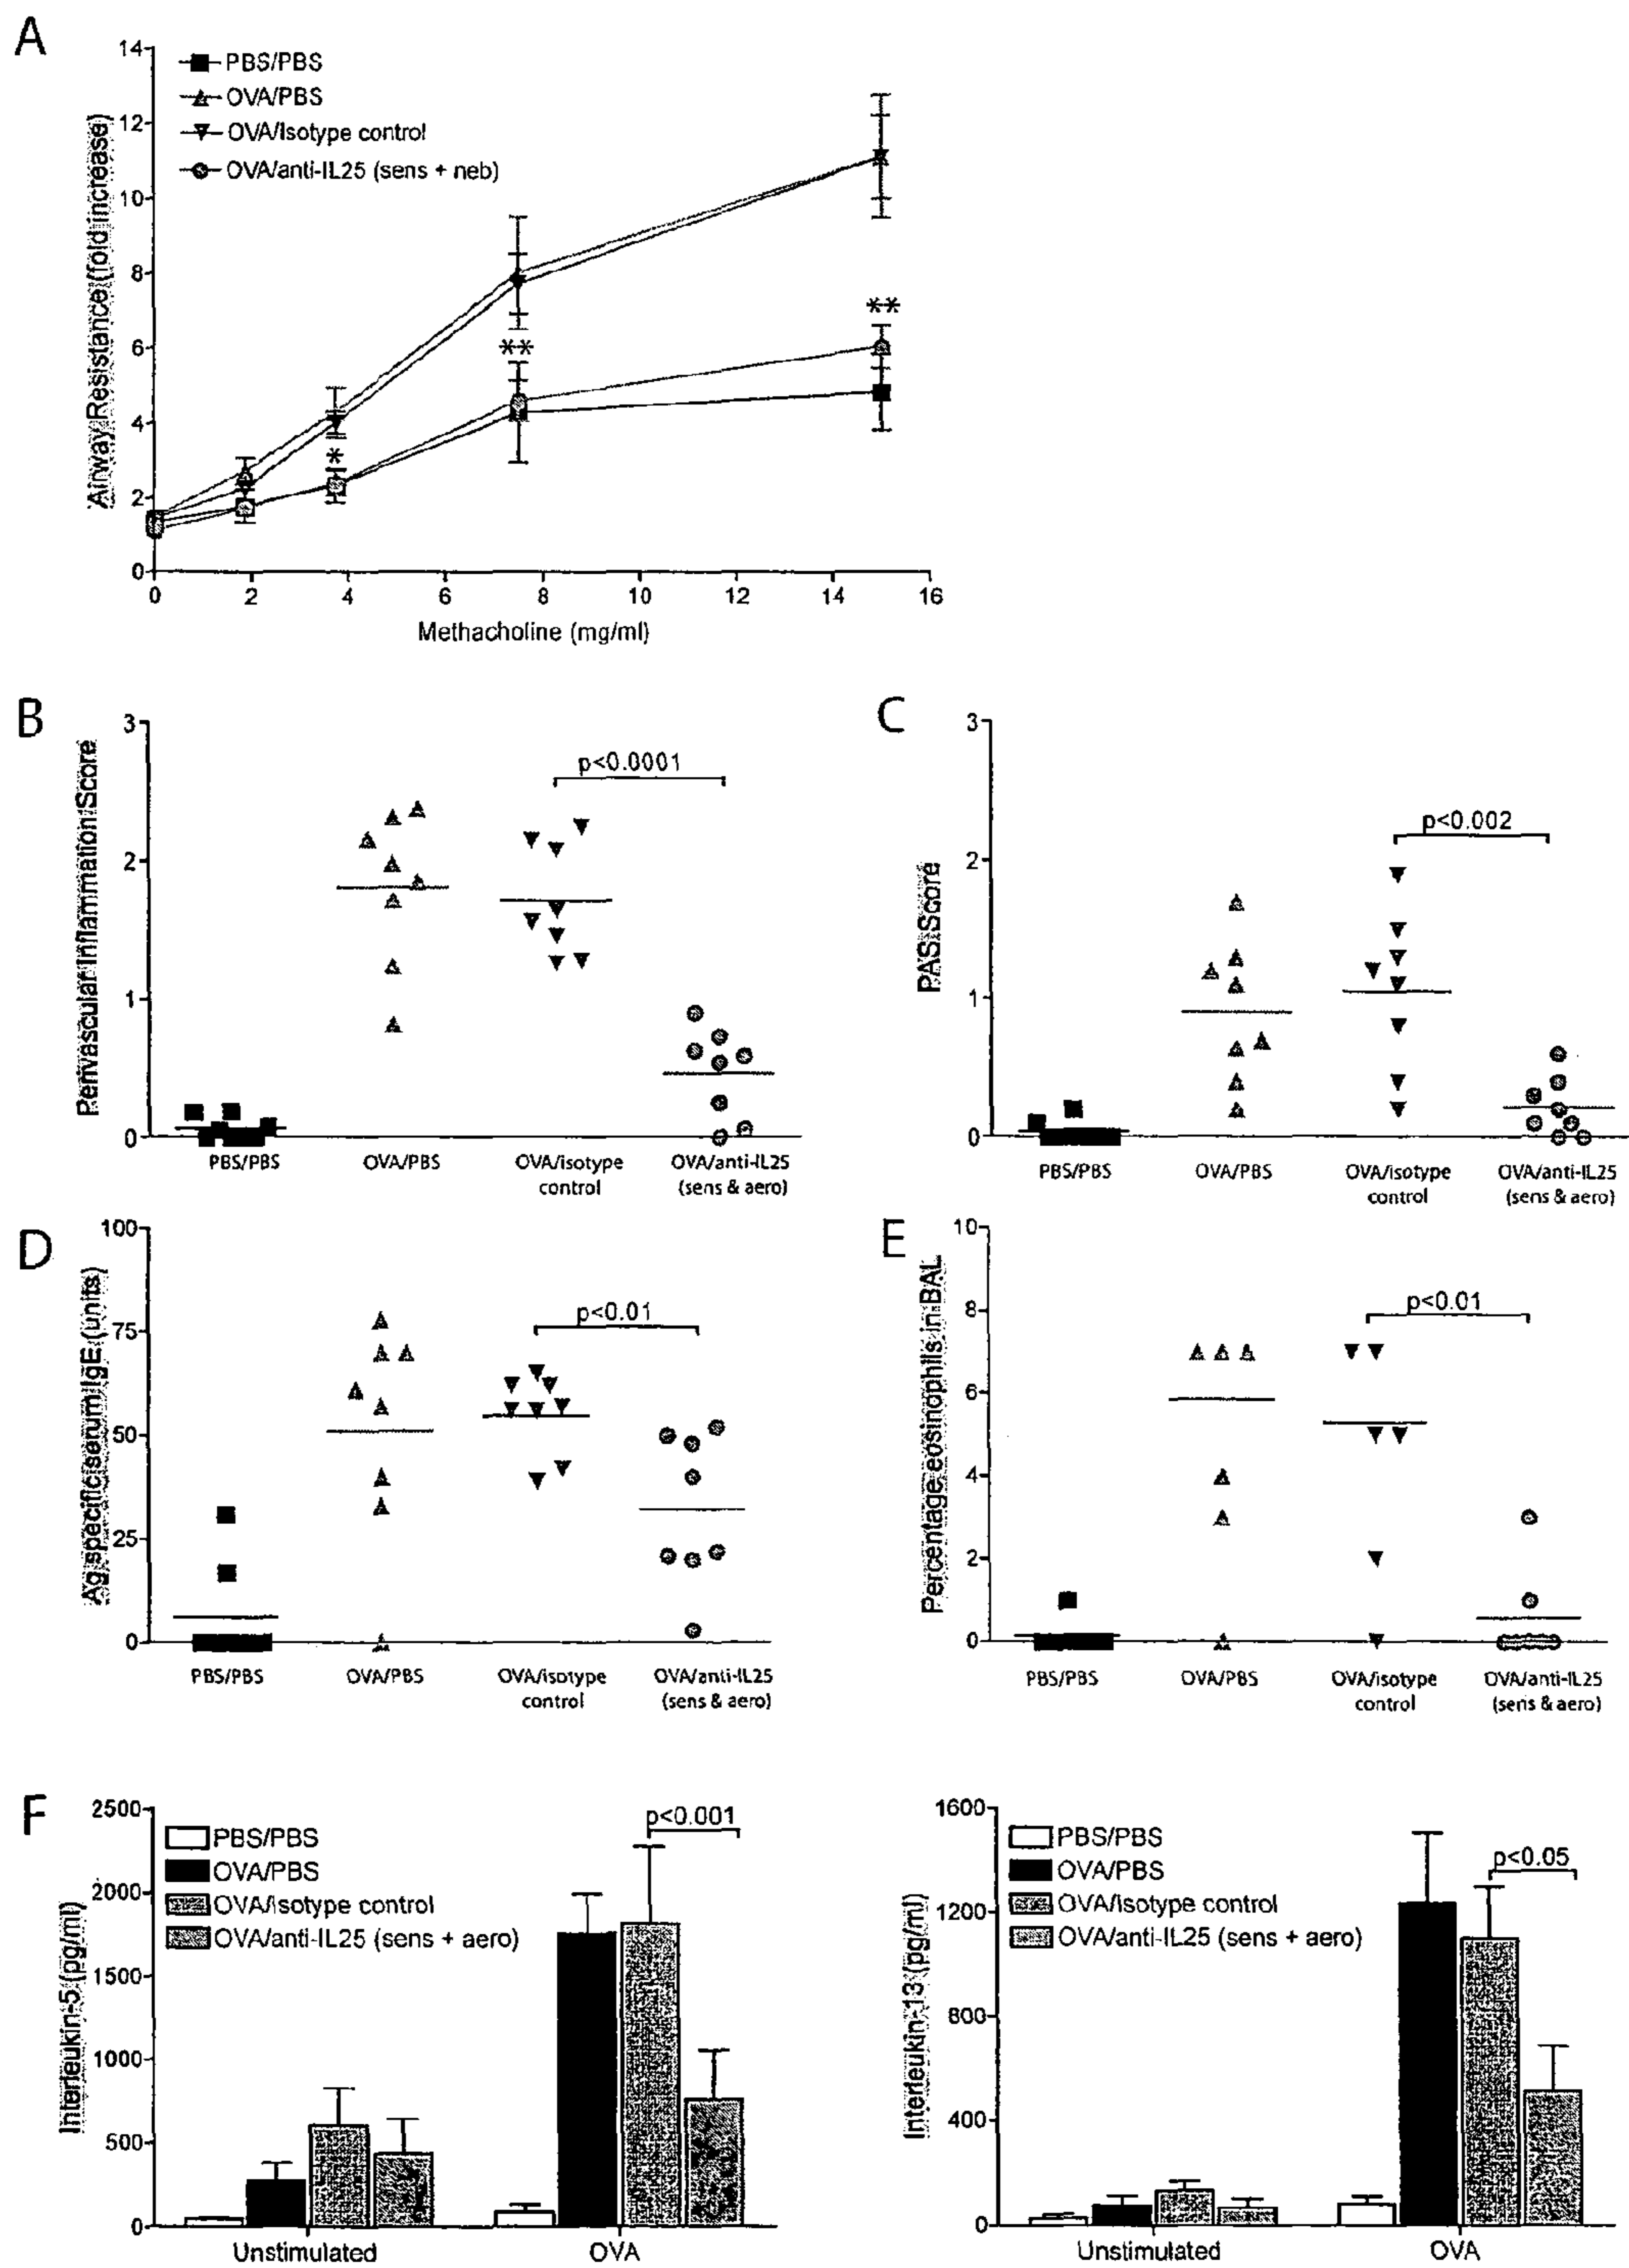 A
14
12
10
8
6
4
2
0
Airway Resistance (fold increase)
PBS/PBS
OVA/PBS
OVA/Isotype control
OVA/anti-IL25 (sens + neb)
*
**
**
0 2 4 6 8 10 12 14 16
Methacholine (mg/ml)
B
3
2
1
0
Perivascular Inflammation Score
p<0.0001
PBS/PBS OVA/PBS OVA/isotype OVA/anti-IL25
control (sens & aero)
C
3
2
1
0
PAS Score
p<0.002
PBS/PBS OVA/PBS OVA/isotype OVA/anti-IL25
control (sens & aero)
D
100
75
50
25
0
Ag specific serum IgE (units)
p<0.01
PBS/PBS OVA/PBS OVA/isotype OVA/anti-IL25
control (sens & aero)
E
10
8
6
4
2
0
Percentage eosinophils in BAL
p<0.01
PBS/PBS OVA/PBS OVA/isotype OVA/anti-IL25
control (sens & aero)
F
2500
2000
1500
1000
500
0
Interleukin-5 (pg/ml)
PBS/PBS
OVA/PBS
OVA/Isotype control
OVA/anti-IL25 (sens + aero)
p<0.001
Unstimulated OVA
1600
1200
800
400
0
Interleukin-13 (pg/ml)
PBS/PBS
OVA/PBS
OVA/Isotype control
OVA/anti-IL25 (sens + aero)
p<0.05
Unstimulated OVA